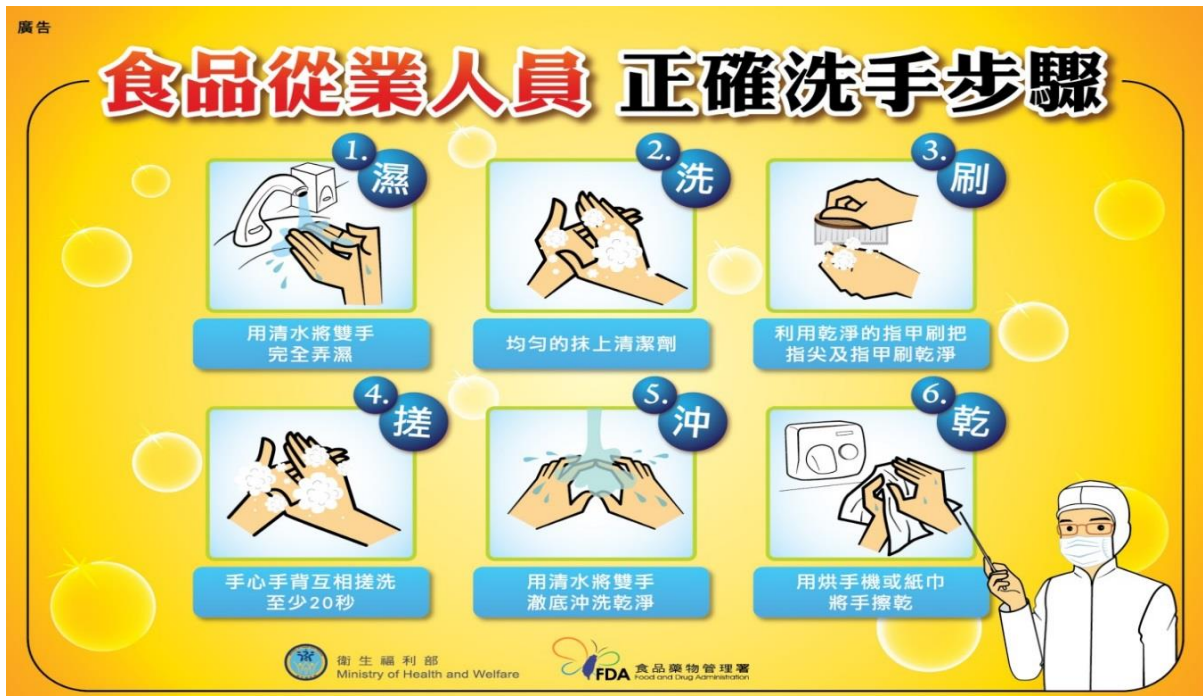 廣告
食品從業人員 正確洗手步驟
1. 濕
用清水將雙手
完全弄濕
2. 洗
均勻的抹上清潔劑
3. 刷
利用乾淨的指甲刷把
指尖及指甲刷乾淨
4. 搓
手心手背互相搓洗
至少20秒
5. 沖
用清水將雙手
澈底沖洗乾淨
6. 乾
用烘手機或紙巾
將手擦乾
衛生福利部
Ministry of Health and Welfare
FDA 食品藥物管理署
Food and Drug Administration